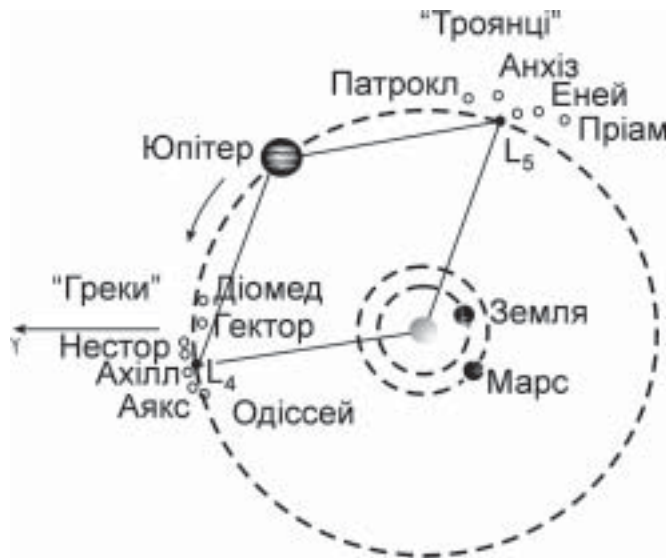 “Троянці”
Анхіз
Патрокл
Еней
Пріам
Юпітер
L5
“Греки”
Діомед
Гектор
Земля
Нестор
Ахілл
L4
Марс
Аякс
Одіссей